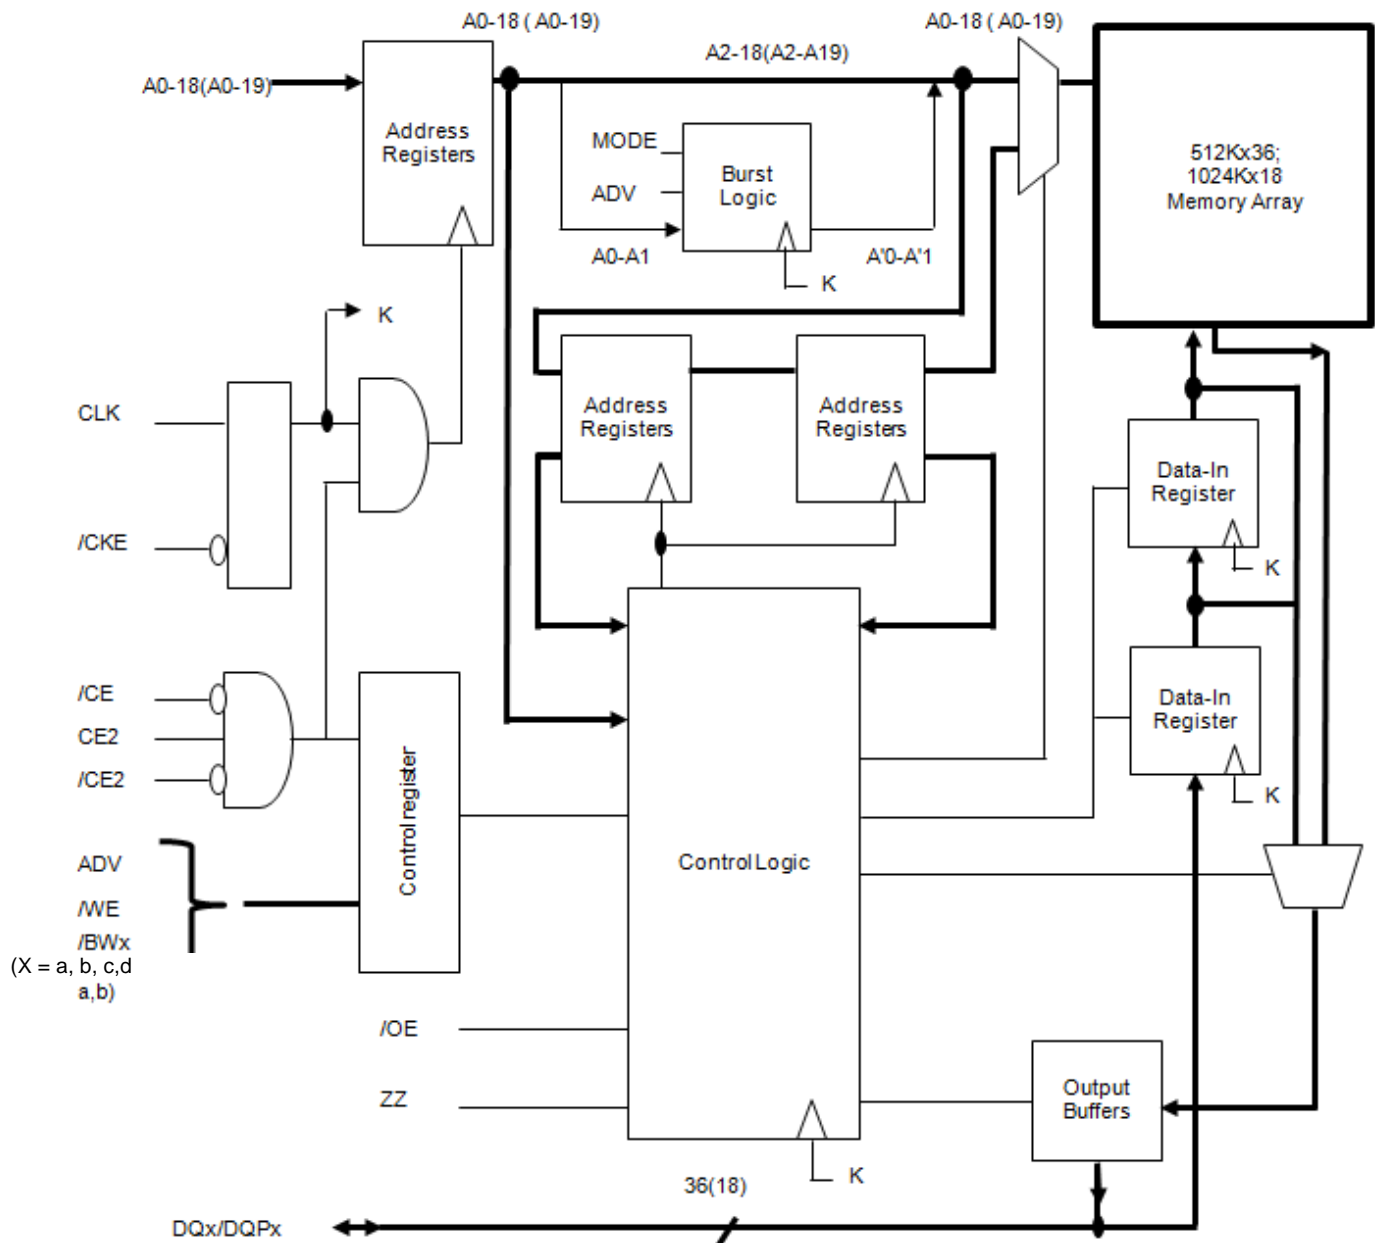 A0-18 ( A0-19)
A0-18 (A0-19)
A2-18(A2-A19)
A0-18(A0-19)
Address
Registers
MODE
ADV
Burst
Logic
A0-A1
A'0-A'1
K
512Kx36;
1024Kx18
Memory Array
K
CLK
/CKE
Address
Registers
Address
Registers
Data-In
Register
K
/CE
CE2
/CE2
Control register
Data-In
Register
K
ADV
/WE
/BWx
(X = a, b, c,d
a,b)
Control Logic
/OE
ZZ
Output
Buffers
K
36(18)
DQx/DQPx